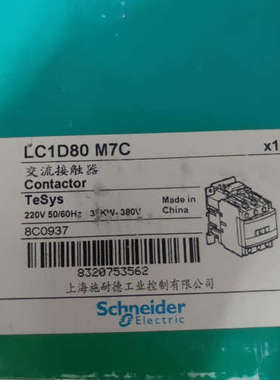 LC1D80 M7C
交流接触器
x1
Contactor
TeSys
Made in
China
220V 50/60Hz
KW- 380V
8C0937
8320753562
上海施耐德工业控制有限公司
Schneider
Electric